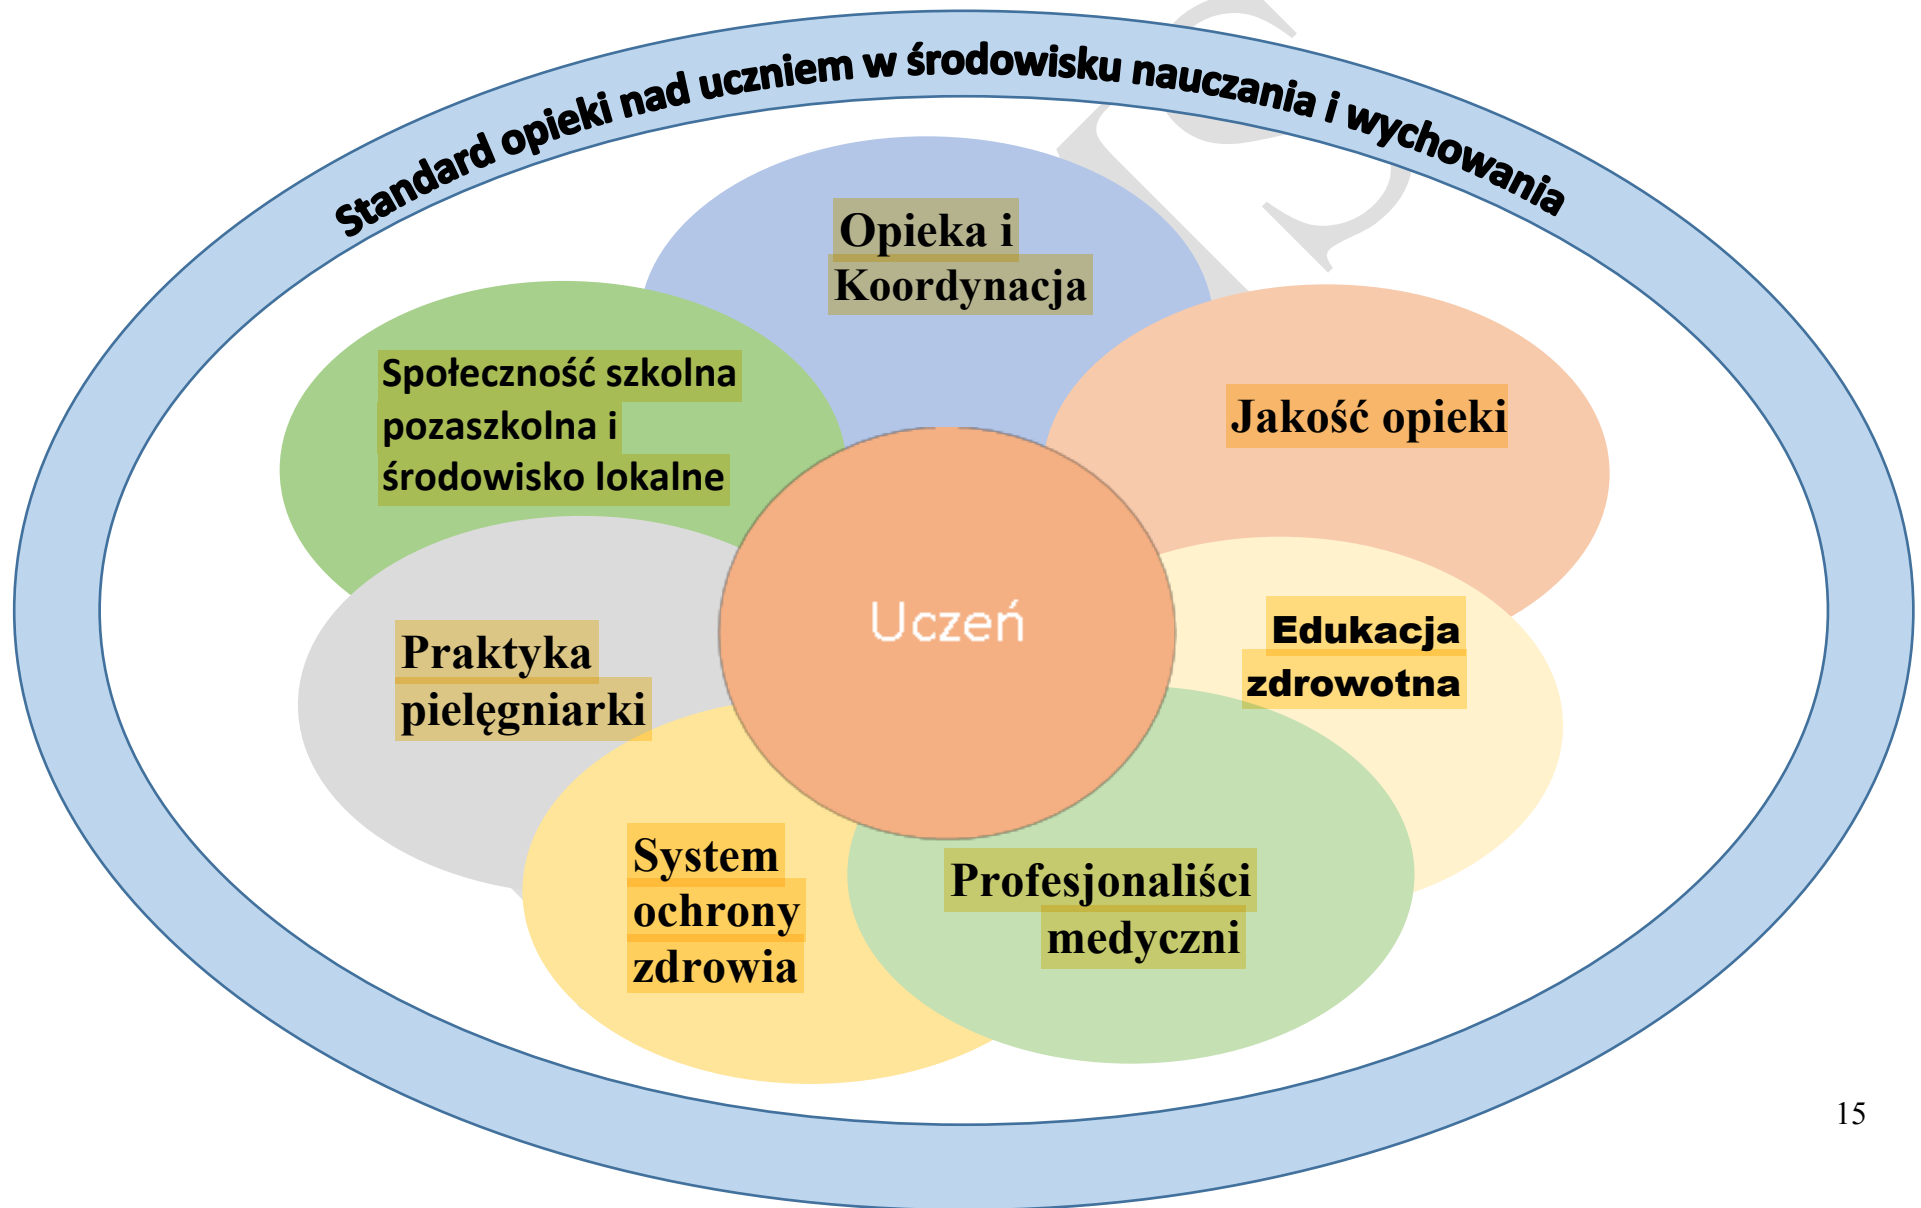 Standard opieki nad uczniem w środowisku nauczania i wychowania
Opieka i
Koordynacja
Społeczność szkolna
pozaszkolna i
środowisko lokalne
Jakość opieki
Uczeń
Edukacja
zdrowotna
Praktyka
pielęgniarki
System
ochrony
zdrowia
Profesjonaliści
medyczni
15